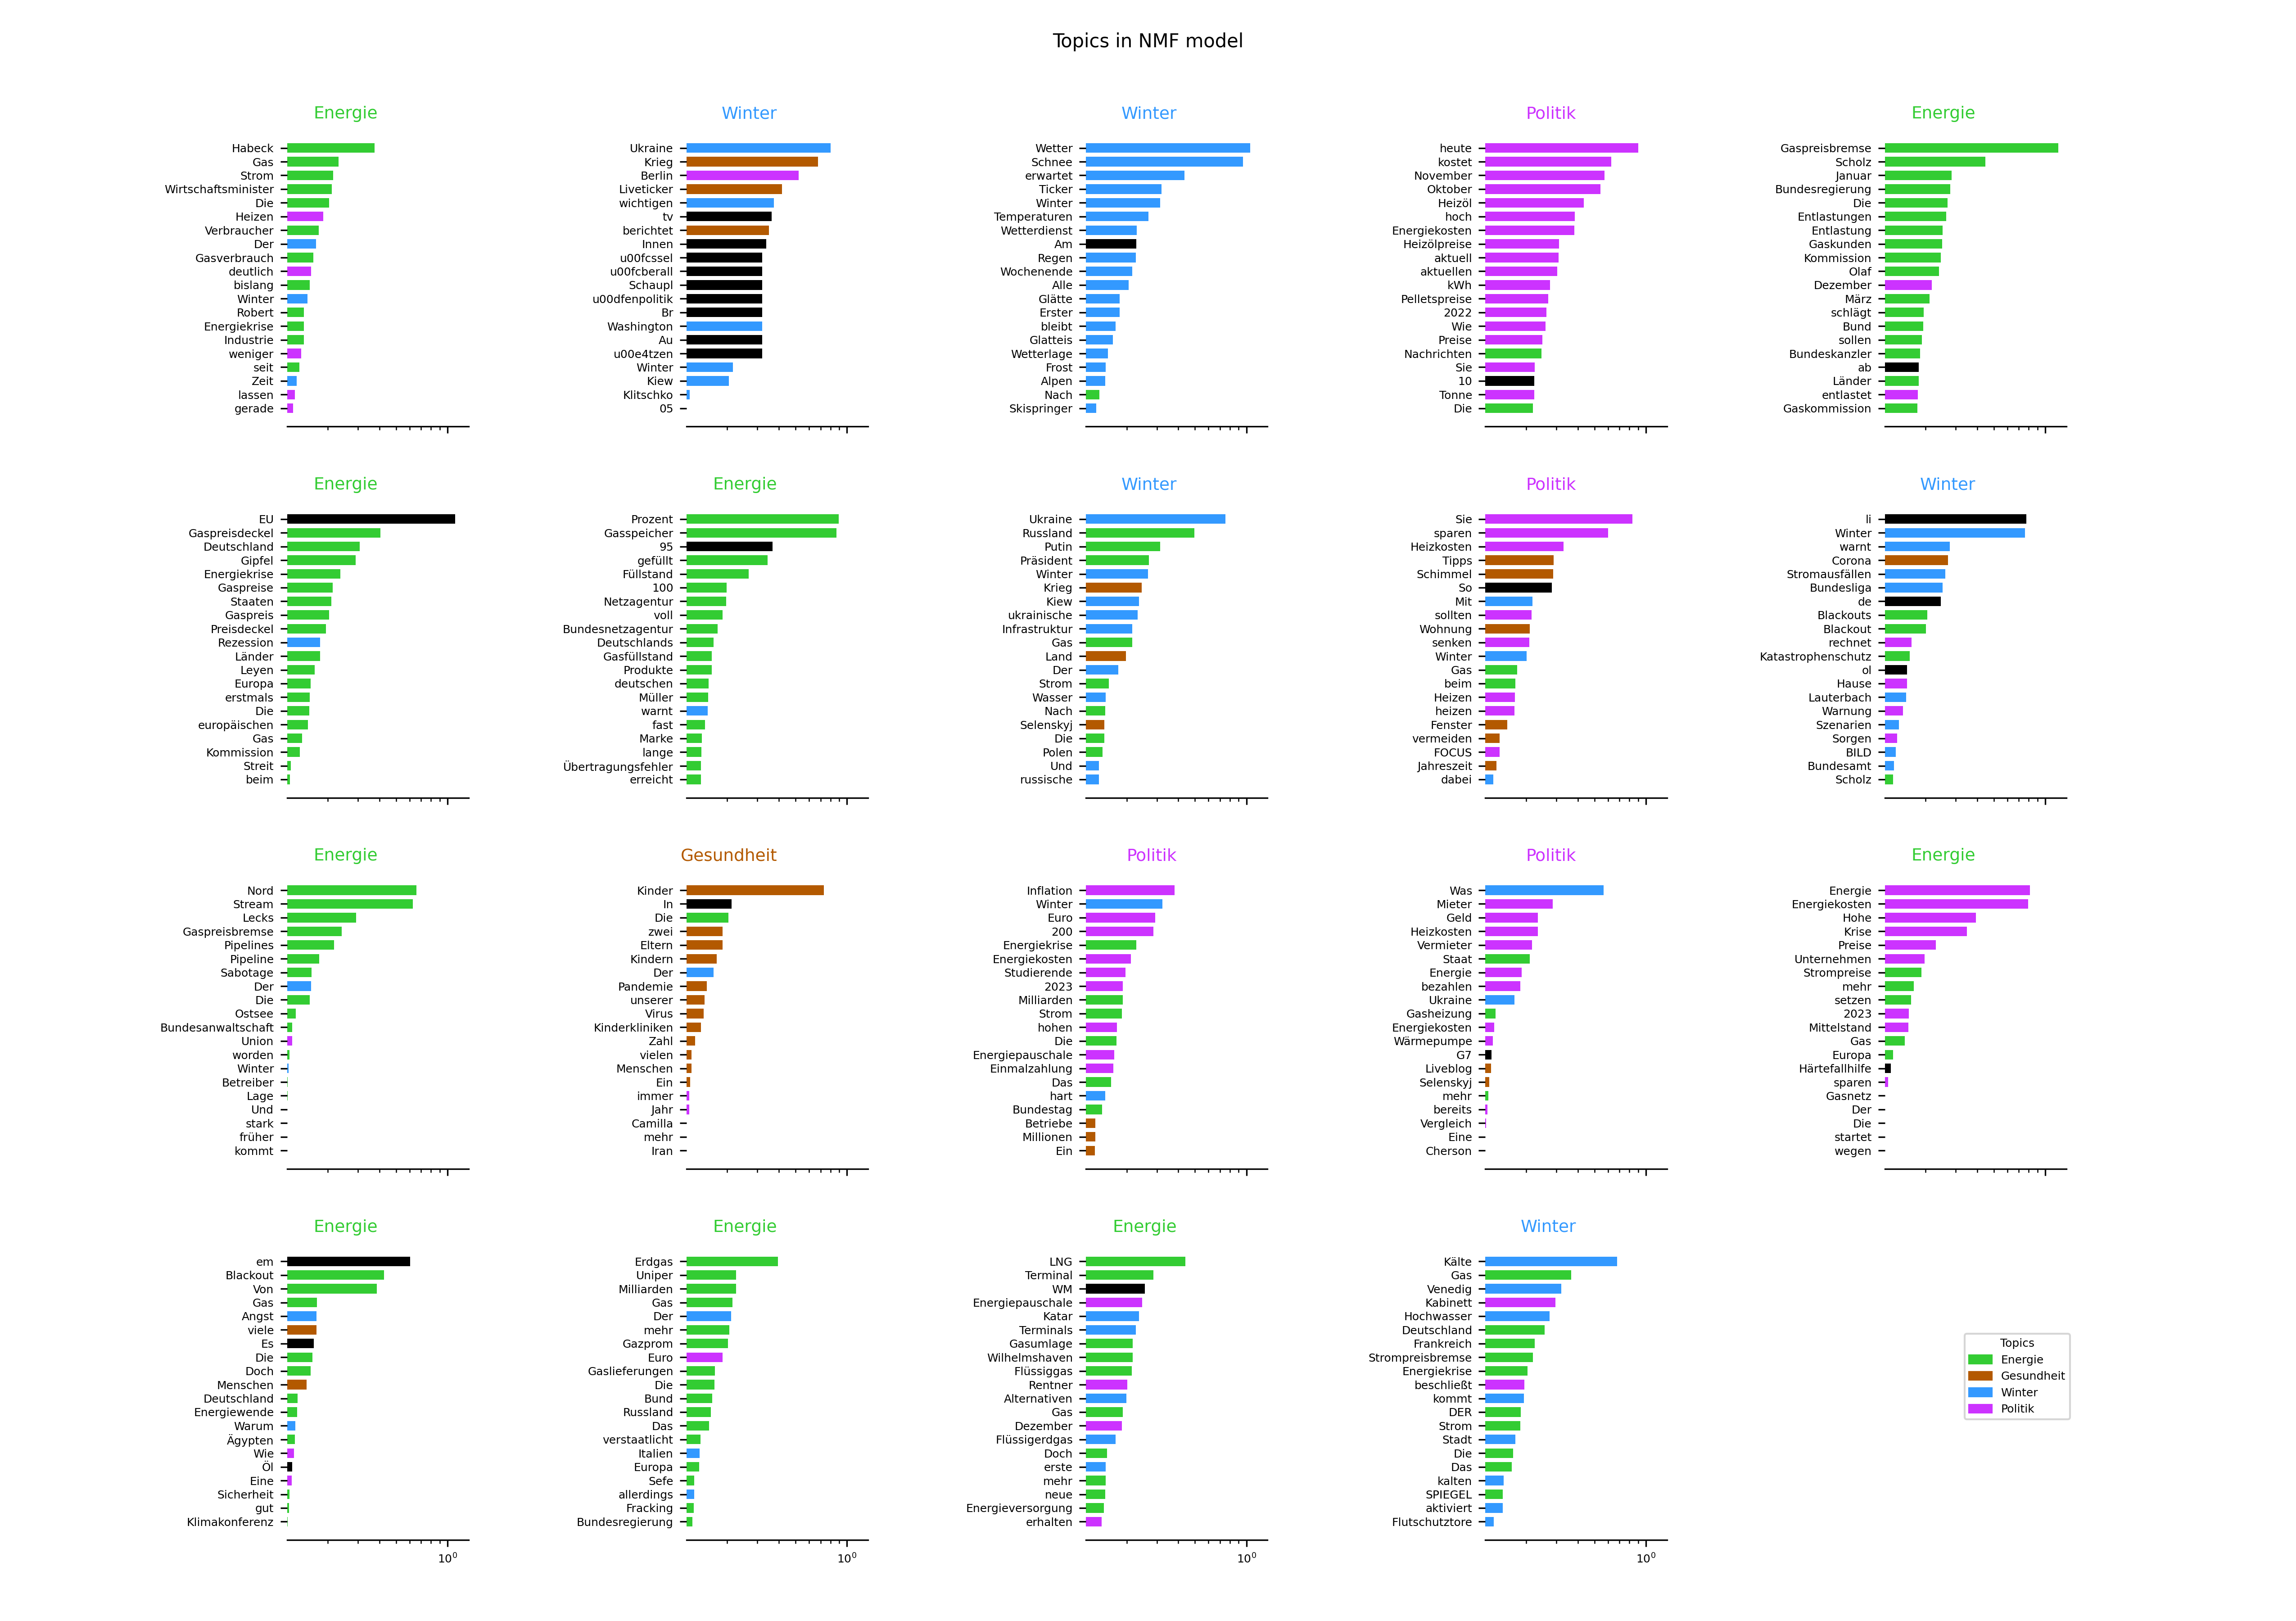 Topics in NMF model
Energie
Habeck
Gas
Strom
Wirtschaftsminister
Die
Heizen
Verbraucher
Der
Gasverbrauch
deutlich
bislang
Winter
Robert
Energiekrise
Industrie
weniger
seit
Zeit
lassen
gerade
Winter
Ukraine
Krieg
Berlin
Liveticker
wichtigen
tv
berichtet
Innen
u00fcssel
u00fcberall
Schaupl
u00dfenpolitik
Br
Washington
Au
u00e4tzen
Winter
Kiew
Klitschko
05
Winter
Wetter
Schnee
erwartet
Ticker
Winter
Temperaturen
Wetterdienst
Am
Regen
Wochenende
Alle
Glätte
Erster
bleibt
Glatteis
Wetterlage
Frost
Alpen
Nach
Skispringer
Politik
heute
kostet
November
Oktober
Heizöl
hoch
Energiekosten
Heizölpreise
aktuell
aktuellen
kWh
Pelletspreise
2022
Wie
Preise
Nachrichten
Sie
10
Tonne
Die
Energie
Gaspreisbremse
Scholz
Januar
Bundesregierung
Die
Entlastungen
Entlastung
Gaskunden
Kommission
Olaf
Dezember
März
schlägt
Bund
sollen
Bundeskanzler
ab
Länder
entlastet
Gaskommission
Energie
EU
Gaspreisdeckel
Deutschland
Gipfel
Energiekrise
Gaspreise
Staaten
Gaspreis
Preisdeckel
Rezession
Länder
Leyen
Europa
erstmals
Die
europäischen
Gas
Kommission
Streit
beim
Energie
Prozent
Gasspeicher
95
gefüllt
Füllstand
100
Netzagentur
voll
Bundesnetzagentur
Deutschlands
Gasfüllstand
Produkte
deutschen
Müller
warnt
fast
Marke
lange
Übertragungsfehler
erreicht
Winter
Ukraine
Russland
Putin
Präsident
Winter
Krieg
Kiew
ukrainische
Infrastruktur
Gas
Land
Der
Strom
Wasser
Nach
Selenskyj
Die
Polen
Und
russische
Politik
Sie
sparen
Heizkosten
Tipps
Schimmel
So
Mit
sollten
Wohnung
senken
Winter
Gas
beim
Heizen
heizen
Fenster
vermeiden
FOCUS
Jahreszeit
dabei
Winter
li
Winter
warnt
Corona
Stromausfällen
Bundesliga
de
Blackouts
Blackout
rechnet
Katastrophenschutz
ol
Hause
Lauterbach
Warnung
Szenarien
Sorgen
BILD
Bundesamt
Scholz
Energie
Nord
Stream
Lecks
Gaspreisbremse
Pipelines
Pipeline
Sabotage
Der
Die
Ostsee
Bundesanwaltschaft
Union
worden
Winter
Betreiber
Lage
Und
stark
früher
kommt
Gesundheit
Kinder
In
Die
zwei
Eltern
Kindern
Der
Pandemie
unserer
Virus
Kinderkliniken
Zahl
vielen
Menschen
Ein
immer
Jahr
Camilla
mehr
Iran
Politik
Inflation
Winter
Euro
200
Energiekrise
Energiekosten
Studierende
2023
Milliarden
Strom
hohen
Die
Energiepauschale
Einmalzahlung
Das
hart
Bundestag
Betriebe
Millionen
Ein
Politik
Was
Mieter
Geld
Heizkosten
Vermieter
Staat
Energie
bezahlen
Ukraine
Gasheizung
Energiekosten
Wärmepumpe
G7
Liveblog
Selenskyj
mehr
bereits
Vergleich
Eine
Cherson
Energie
Energie
Energiekosten
Hohe
Krise
Preise
Unternehmen
Strompreise
mehr
setzen
2023
Mittelstand
Gas
Europa
Härtefallhilfe
sparen
Gasnetz
Der
Die
startet
wegen
Energie
em
Blackout
Von
Gas
Angst
viele
Es
Die
Doch
Menschen
Deutschland
Energiewende
Warum
Ägypten
Wie
Öl
Eine
Sicherheit
gut
Klimakonferenz
10⁰
Energie
Erdgas
Uniper
Milliarden
Gas
Der
mehr
Gazprom
Euro
Gaslieferungen
Die
Bund
Russland
Das
verstaatlicht
Italien
Europa
Sefe
allerdings
Fracking
Bundesregierung
10⁰
Energie
LNG
Terminal
WM
Energiepauschale
Katar
Terminals
Gasumlage
Wilhelmshaven
Flüssiggas
Rentner
Alternativen
Gas
Dezember
Flüssigerdgas
Doch
erste
mehr
neue
Energieversorgung
erhalten
10⁰
Winter
Kälte
Gas
Venedig
Kabinett
Hochwasser
Deutschland
Frankreich
Strompreisbremse
Energiekrise
beschließt
kommt
DER
Strom
Stadt
Die
Das
kalten
SPIEGEL
aktiviert
Flutschutztore
10⁰
Topics
Energie
Gesundheit
Winter
Politik